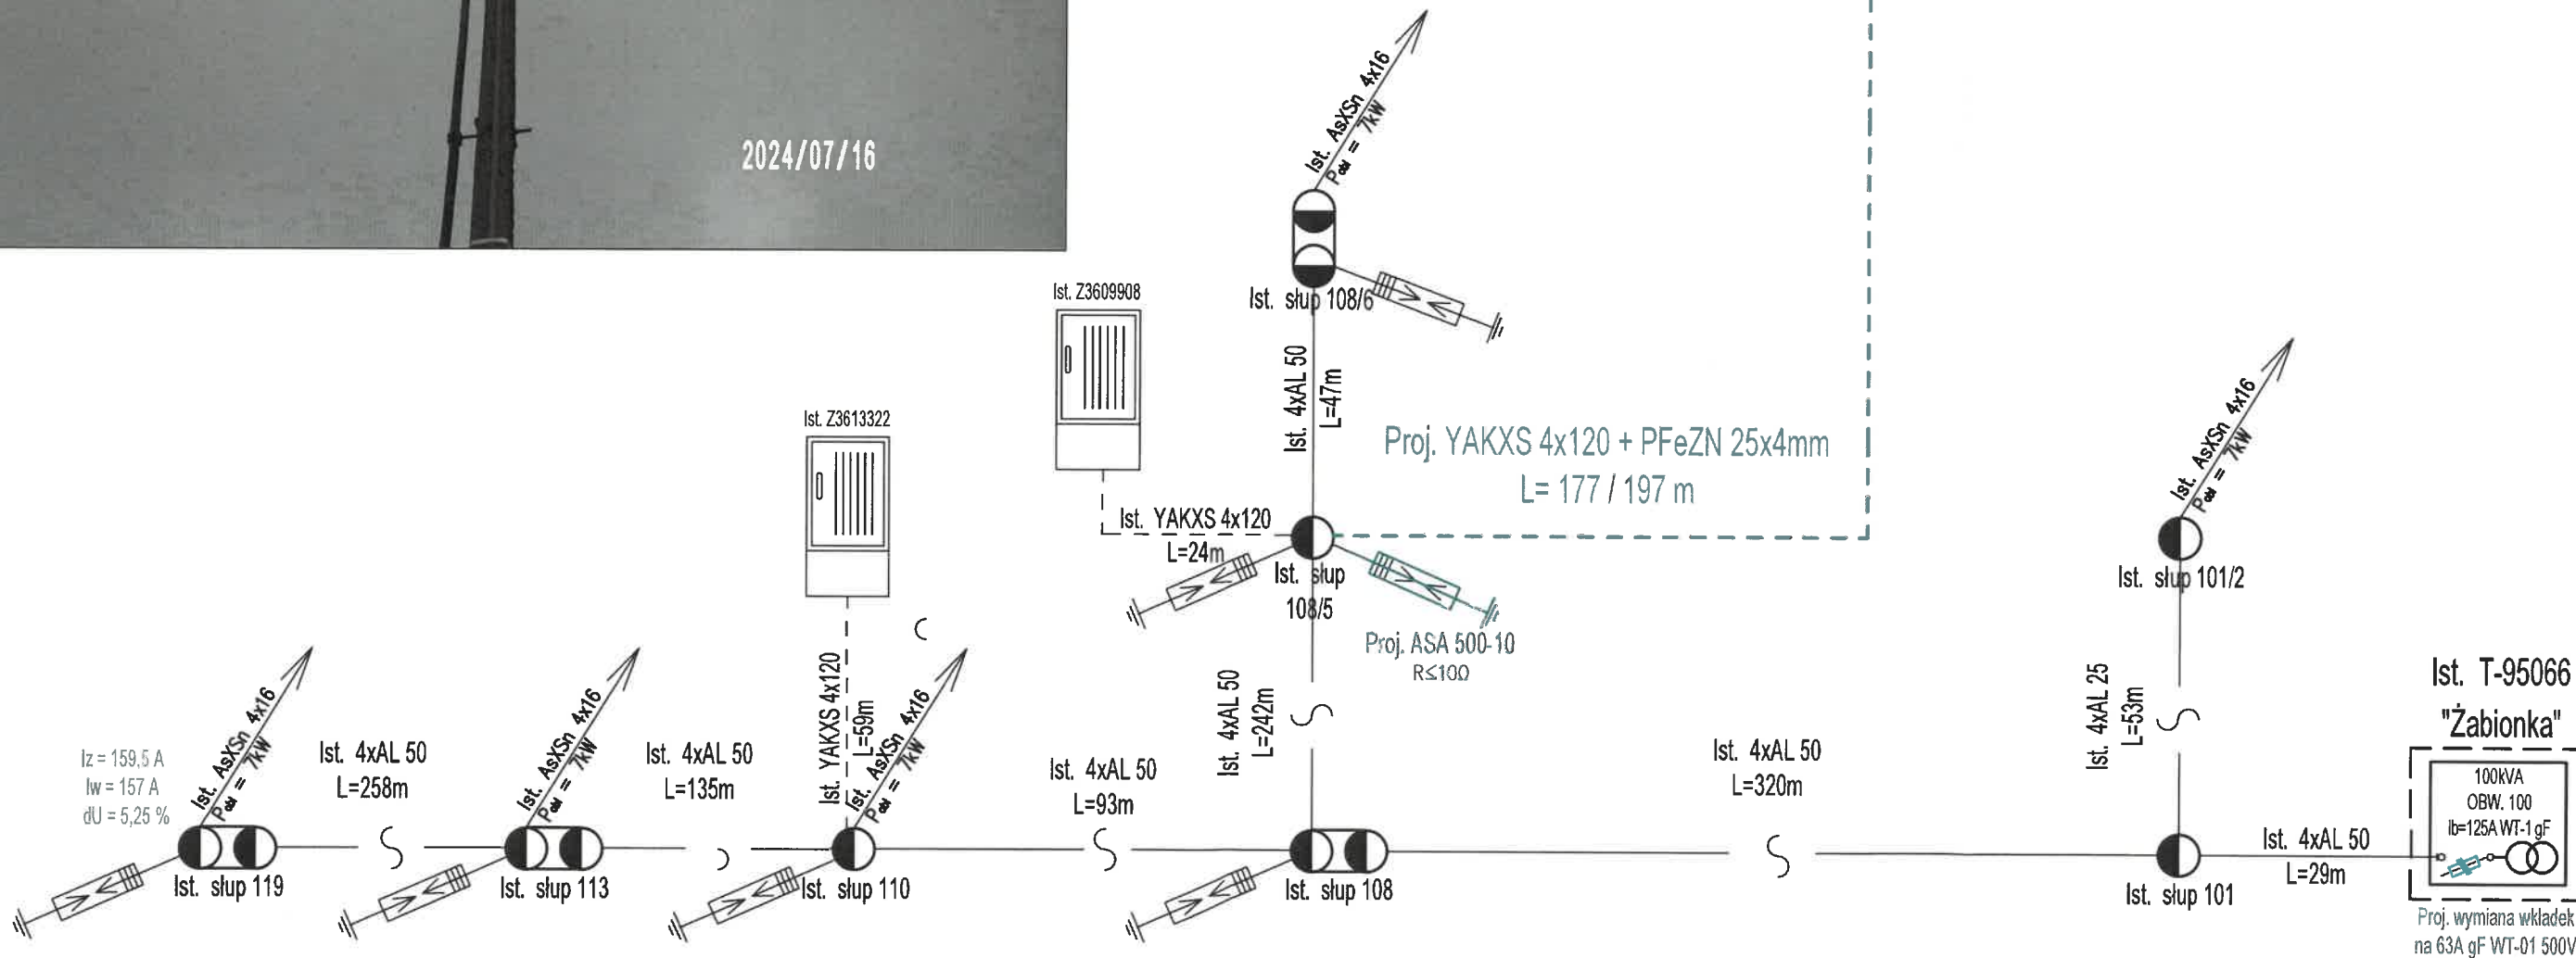 2024/07/16
Ist. AsXSn 4x16
Pobl = 7kW
Ist. słup 108/6
Ist. Z3609908
Ist. 4xAL 50
L=47m
Proj. YAKXS 4x120 + PFeZN 25x4mm
L= 177 / 197 m
Ist. Z3613322
Ist. YAKXS 4x120
L=24m
Ist. słup
108/5
Proj. ASA 500-10
R≤10Ω
Ist. AsXSn 4x16
Pobl = 7kW
Ist. słup 101/2
Ist. 4xAL 25
L=53m
Ist. T-95066
"Żabionka"
100kVA
OBW. 100
Ib=125A WT-1 gF
Proj. wymiana wkladek
na 63A gF WT-01 500V
Iz = 159,5 A
Iw = 157 A
dU = 5,25 %
Ist. AsXSn 4x16
Pobl = 7kW
Ist. 4xAL 50
L=258m
Ist. AsXSn 4x16
Pobl = 7kW
Ist. 4xAL 50
L=135m
Ist. YAKXS 4x120
L=59m
Ist. AsXSn 4x16
Pobl = 7kW
Ist. 4xAL 50
L=93m
Ist. 4xAL 50
L=242m
Ist. 4xAL 50
L=320m
Ist. 4xAL 50
L=29m
Ist. słup 119
Ist. słup 113
Ist. słup 110
Ist. słup 108
Ist. słup 101